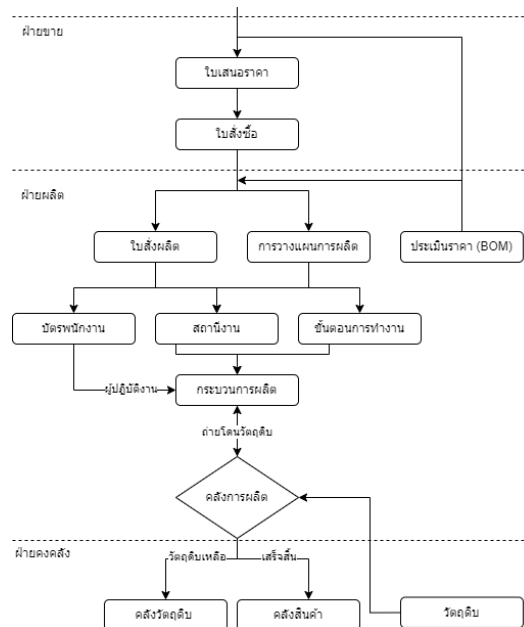 ฝ่ายขาย
ใบเสนอราคา
ใบสั่งซื้อ
ฝ่ายผลิต
ใบสั่งผลิต
การวางแผนการผลิต
ประเมินราคา (BOM)
บัตรพนักงาน
สถานีงาน
ขั้นตอนการทำงาน
ผู้ปฏิบัติงาน
กระบวนการผลิต
ถ่ายโอนวัตถุดิบ
คลังการผลิต
ฝ่ายคงคลัง
วัตถุดิบเหลือ
เสร็จสิ้น
คลังวัตถุดิบ
คลังสินค้า
วัตถุดิบ